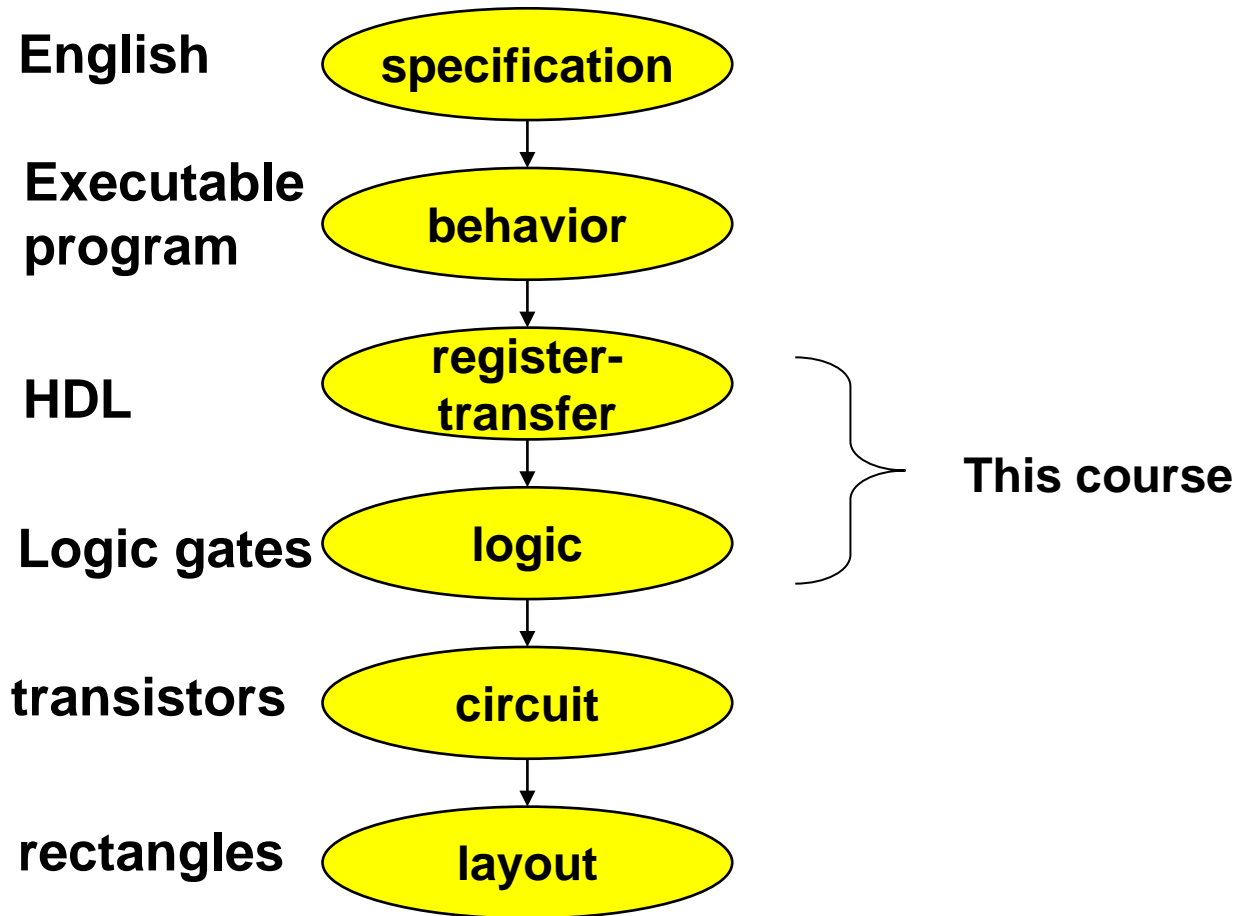 English
specification
Executable
program
behavior
HDL
register-
transfer
This course
Logic gates
logic
transistors
circuit
rectangles
layout